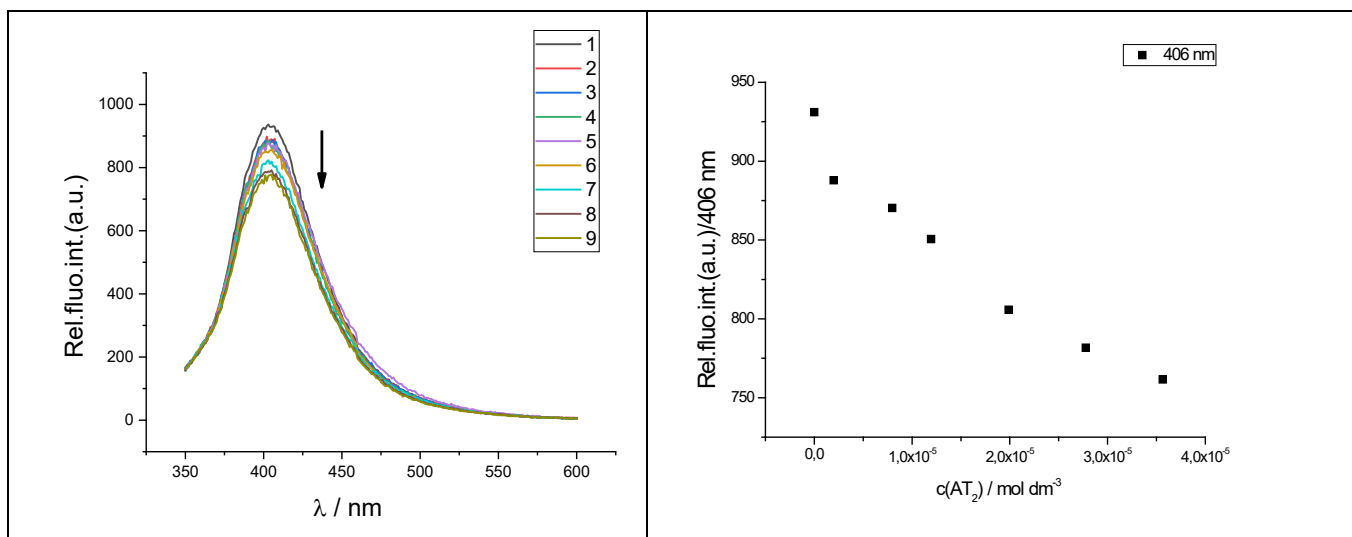 1
2
3
4
5
6
7
8
9
1000
800
600
400
200
0
Rel.fluo.int.(a.u.)
350 400 450 500 550 600
λ / nm
406 nm
950
900
850
800
750
Rel.fluo.int.(a.u.)/406 nm
0,0 1,0x10⁻⁵ 2,0x10⁻⁵ 3,0x10⁻⁵ 4,0x10⁻⁵
c(AT₂) / mol dm⁻³